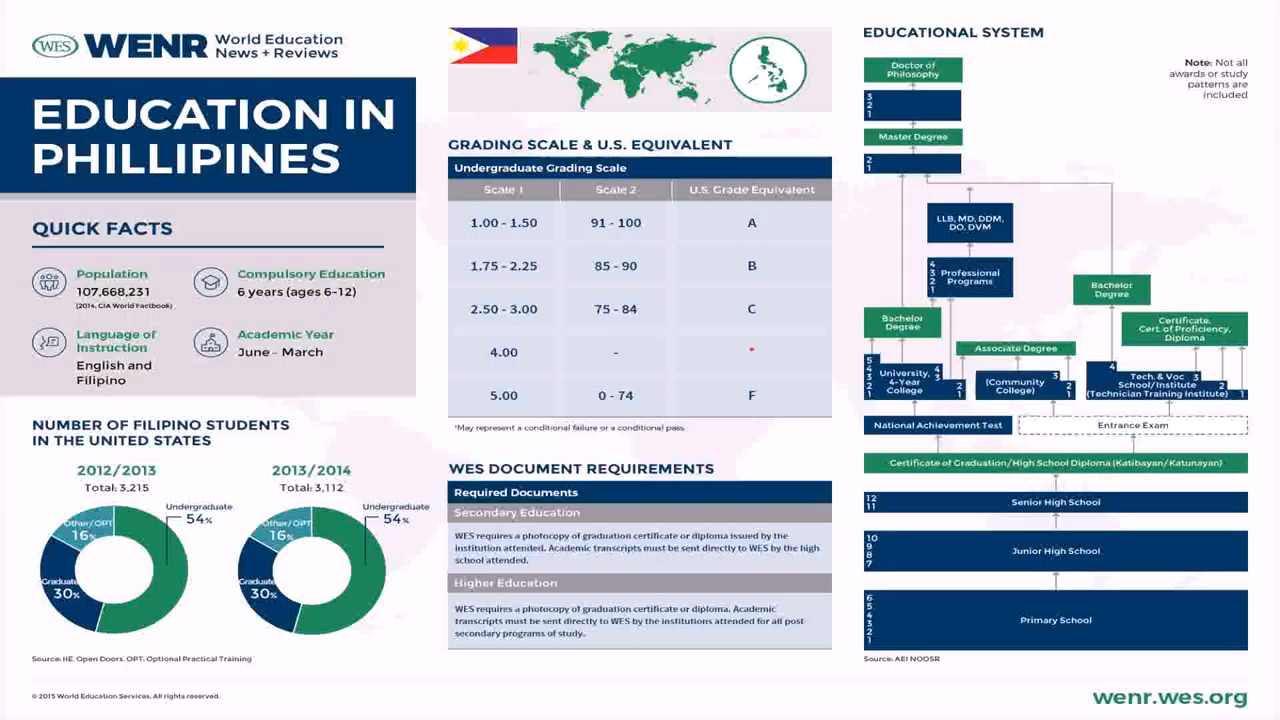 WES WENR World Education
News + Reviews
EDUCATION IN
PHILLIPINES
QUICK FACTS
Population
107,668,231
(2014, CIA World Factbook)
Compulsory Education
6 years (ages 6-12)
Language of
Instruction
English and
Filipino
Academic Year
June - March
NUMBER OF FILIPINO STUDENTS
IN THE UNITED STATES
2012/2013
Total: 3,215
Undergraduate
54%
Other/OPT
16%
Graduate
30%
2013/2014
Total: 3,112
Undergraduate
54%
Other/OPT
16%
Graduate
30%
Source: IIE. Open Doors. OPT: Optional Practical Training
© 2015 World Education Services, All rights reserved.
GRADING SCALE & U.S. EQUIVALENT
Undergraduate Grading Scale
Scale 1 Scale 2 U.S. Grade Equivalent
1.00 - 1.50 91 - 100 A
1.75 - 2.25 85 - 90 B
2.50 - 3.00 75 - 84 C
4.00 - *
5.00 0 - 74 F
*May represent a conditional failure or a conditional pass.
WES DOCUMENT REQUIREMENTS
Required Documents
Secondary Education
WES requires a photocopy of graduation certificate or diploma issued by the
institution attended. Academic transcripts must be sent directly to WES by the high
school attended.
Higher Education
WES requires a photocopy of graduation certificate or diploma. Academic
transcripts must be sent directly to WES by the institutions attended for all post-
secondary programs of study.
EDUCATIONAL SYSTEM
Note: Not all
awards or study
patterns are
included
Doctor of
Philosophy
3
2
1
Master Degree
2
1
LLB, MD, DDM,
DO, DVM
4
3
2
1
Professional
Programs
Bachelor
Degree
Bachelor
Degree
Certificate,
Cert. of Proficiency,
Diploma
Associate Degree
5
4
3
2
1
University,
4-Year
College
4
3
2
1
(Community
College)
3
2
1
4
Tech. & Voc
School/Institute
(Technician Training Institute)
3
2
1
National Achievement Test
Entrance Exam
Certificate of Graduation/High School Diploma (Katibayan/Katunayan)
12
11
Senior High School
10
9
8
7
Junior High School
6
5
4
3
2
1
Primary School
Source: AEI NOOSR
wenr.wes.org